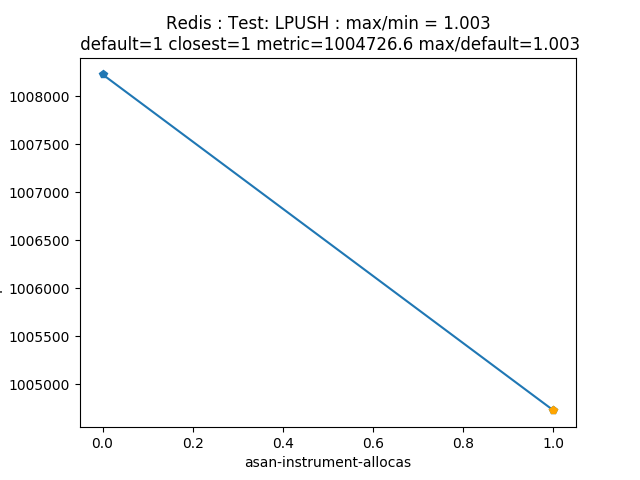 Redis : Test: LPUSH : max/min = 1.003
default=1 closest=1 metric=1004726.6 max/default=1.003
1008000
1007500
1007000
1006500
1006000
1005500
1005000
0.0 0.2 0.4 0.6 0.8 1.0
asan-instrument-allocas